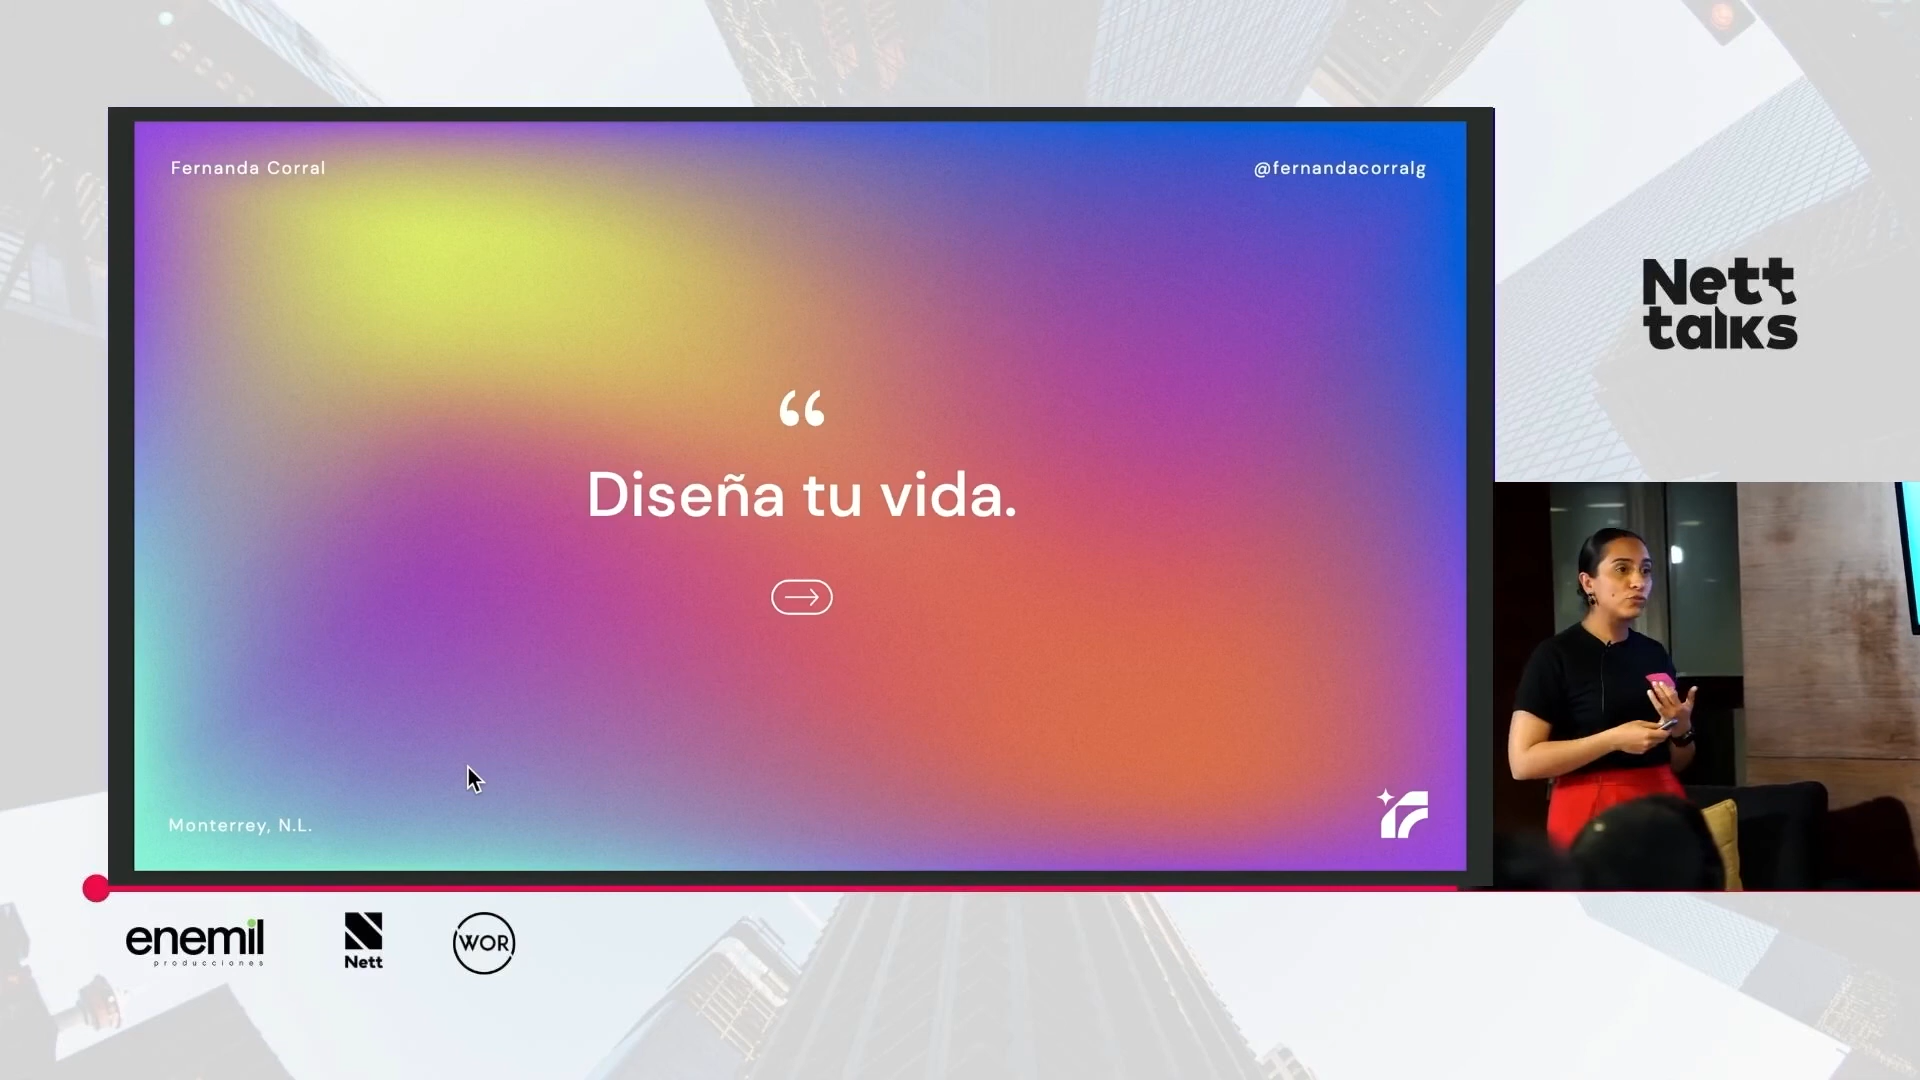 Fernanda Corral
@fernandacorralg
“
Diseña tu vida.
Monterrey, N.L.
Nett
talks
enemil
producciones
Nett
WOR